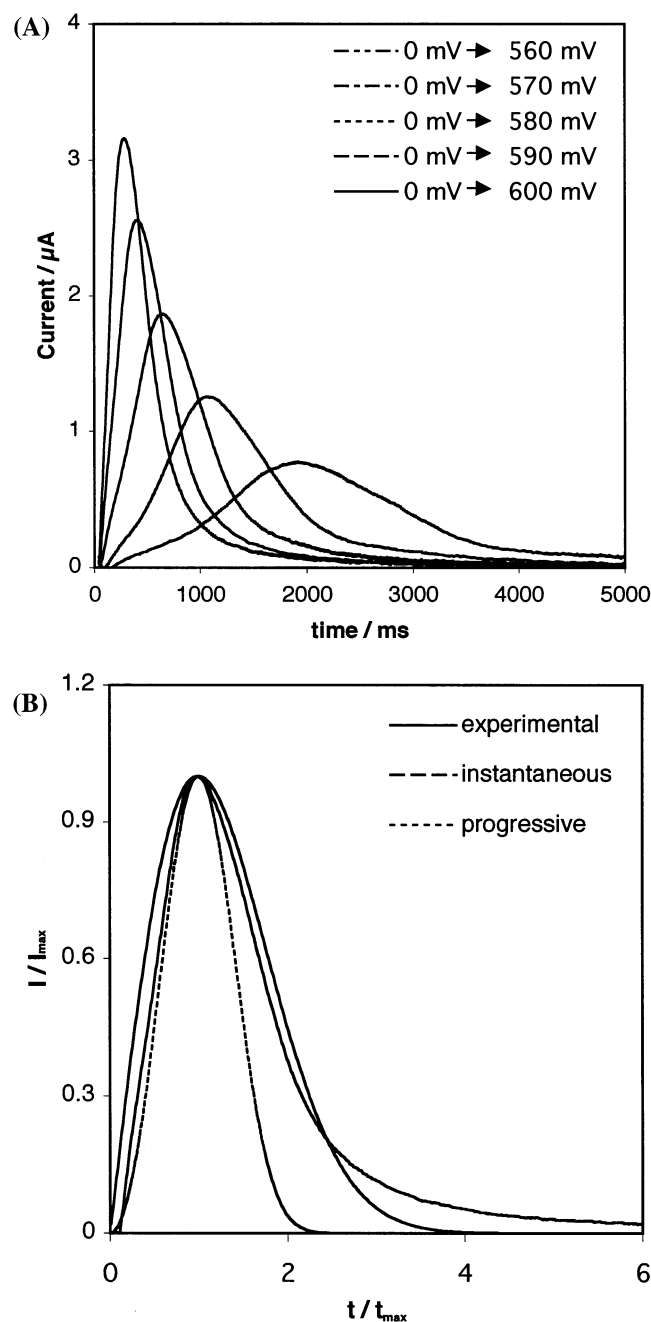 (A)
4
3
2
1
0
Current / µA
0 mV → 560 mV
0 mV → 570 mV
0 mV → 580 mV
0 mV → 590 mV
0 mV → 600 mV
0 1000 2000 3000 4000 5000
time / ms
(B)
1.2
0.9
0.6
0.3
0
I / Imax
experimental
instantaneous
progressive
0 2 4 6
t / tmax